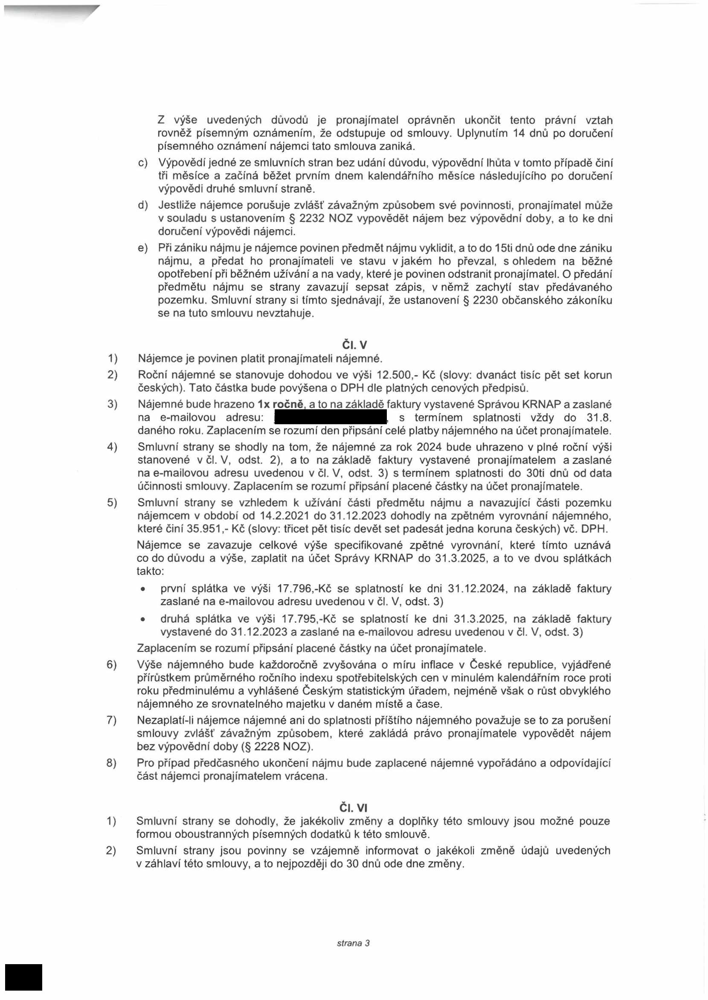 Z výše uvedených důvodů je pronajímatel oprávněn ukončit tento právní vztah
rovněž písemným oznámením, že odstupuje od smlouvy. Uplynutím 14 dnů po doručení
písemného oznámení nájemci tato smlouva zaniká.
c) Výpovědí jedné ze smluvních stran bez udání důvodu, výpovědní lhůta v tomto případě činí
tři měsíce a začíná běžet prvním dnem kalendářního měsíce následujícího po doručení
výpovědi druhé smluvní straně.
d) Jestliže nájemce porušuje zvlášť závažným způsobem své povinnosti, pronajímatel může
v souladu s ustanovením § 2232 NOZ vypovědět nájem bez výpovědní doby, a to ke dni
doručení výpovědi nájemci.
e) Při zániku nájmu je nájemce povinen předmět nájmu vyklidit, a to do 15ti dnů ode dne zániku
nájmu, a předat ho pronajímateli ve stavu v jakém ho převzal, s ohledem na běžné
opotřebení při běžném užívání a na vady, které je povinen odstranit pronajímatel. O předání
předmětu nájmu se strany zavazují sepsat zápis, v němž zachytí stav předávaného
pozemku. Smluvní strany si tímto sjednávají, že ustanovení § 2230 občanského zákoníku
se na tuto smlouvu nevztahuje.
Čl. V
1) Nájemce je povinen platit pronajímateli nájemné.
2) Roční nájemné se stanovuje dohodou ve výši 12.500,- Kč (slovy: dvanáct tisíc pět set korun
českých). Tato částka bude povýšena o DPH dle platných cenových předpisů.
3) Nájemné bude hrazeno 1x ročně, a to na základě faktury vystavené Správou KRNAP a zaslané
na e-mailovou adresu: , s termínem splatnosti vždy do 31.8.
daného roku. Zaplacením se rozumí den připsání celé platby nájemného na účet pronajímatele.
4) Smluvní strany se shodly na tom, že nájemné za rok 2024 bude uhrazeno v plné roční výši
stanovené v čl. V, odst. 2), a to na základě faktury vystavené pronajímatelem a zaslané
na e-mailovou adresu uvedenou v čl. V, odst. 3) s termínem splatnosti do 30ti dnů od data
účinnosti smlouvy. Zaplacením se rozumí připsání placené částky na účet pronajímatele.
5) Smluvní strany se vzhledem k užívání části předmětu nájmu a navazující části pozemku
nájemcem v období od 14.2.2021 do 31.12.2023 dohodly na zpětném vyrovnání nájemného,
které činí 35.951,- Kč (slovy: třicet pět tisíc devět set padesát jedna koruna českých) vč. DPH.
Nájemce se zavazuje celkové výše specifikované zpětné vyrovnání, které tímto uznává
co do důvodu a výše, zaplatit na účet Správy KRNAP do 31.3.2025, a to ve dvou splátkách
takto:
• první splátka ve výši 17.796,-Kč se splatností ke dni 31.12.2024, na základě faktury
zaslané na e-mailovou adresu uvedenou v čl. V, odst. 3)
• druhá splátka ve výši 17.795,-Kč se splatností ke dni 31.3.2025, na základě faktury
vystavené do 31.12.2023 a zaslané na e-mailovou adresu uvedenou v čl. V, odst. 3)
Zaplacením se rozumí připsání placené částky na účet pronajímatele.
6) Výše nájemného bude každoročně zvyšována o míru inflace v České republice, vyjádřené
přírůstkem průměrného ročního indexu spotřebitelských cen v minulém kalendářním roce proti
roku předminulému a vyhlášené Českým statistickým úřadem, nejméně však o růst obvyklého
nájemného ze srovnatelného majetku v daném místě a čase.
7) Nezaplatí-li nájemce nájemné ani do splatnosti příštího nájemného považuje se to za porušení
smlouvy zvlášť závažným způsobem, které zakládá právo pronajímatele vypovědět nájem
bez výpovědní doby (§ 2228 NOZ).
8) Pro případ předčasného ukončení nájmu bude zaplacené nájemné vypořádáno a odpovídající
část nájemci pronajímatelem vrácena.
Čl. VI
1) Smluvní strany se dohodly, že jakékoliv změny a doplňky této smlouvy jsou možné pouze
formou oboustranných písemných dodatků k této smlouvě.
2) Smluvní strany jsou povinny se vzájemně informovat o jakékoli změně údajů uvedených
v záhlaví této smlouvy, a to nejpozději do 30 dnů ode dne změny.
strana 3